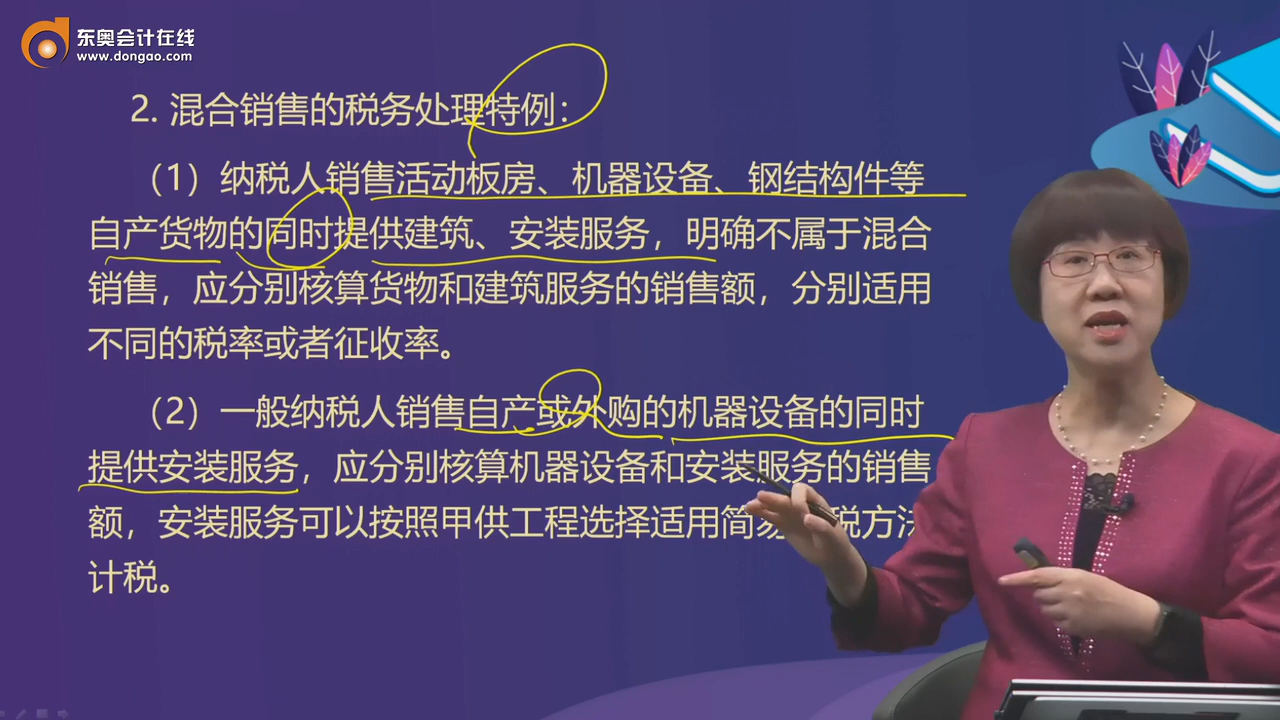 东奥会计在线
www.dongao.com
2. 混合销售的税务处理特例：
（1）纳税人销售活动板房、机器设备、钢结构件等
自产货物的同时提供建筑、安装服务，明确不属于混合
销售，应分别核算货物和建筑服务的销售额，分别适用
不同的税率或者征收率。
（2）一般纳税人销售自产或外购的机器设备的同时
提供安装服务，应分别核算机器设备和安装服务的销售
额，安装服务可以按照甲供工程选择适用简易 税方法
计税。